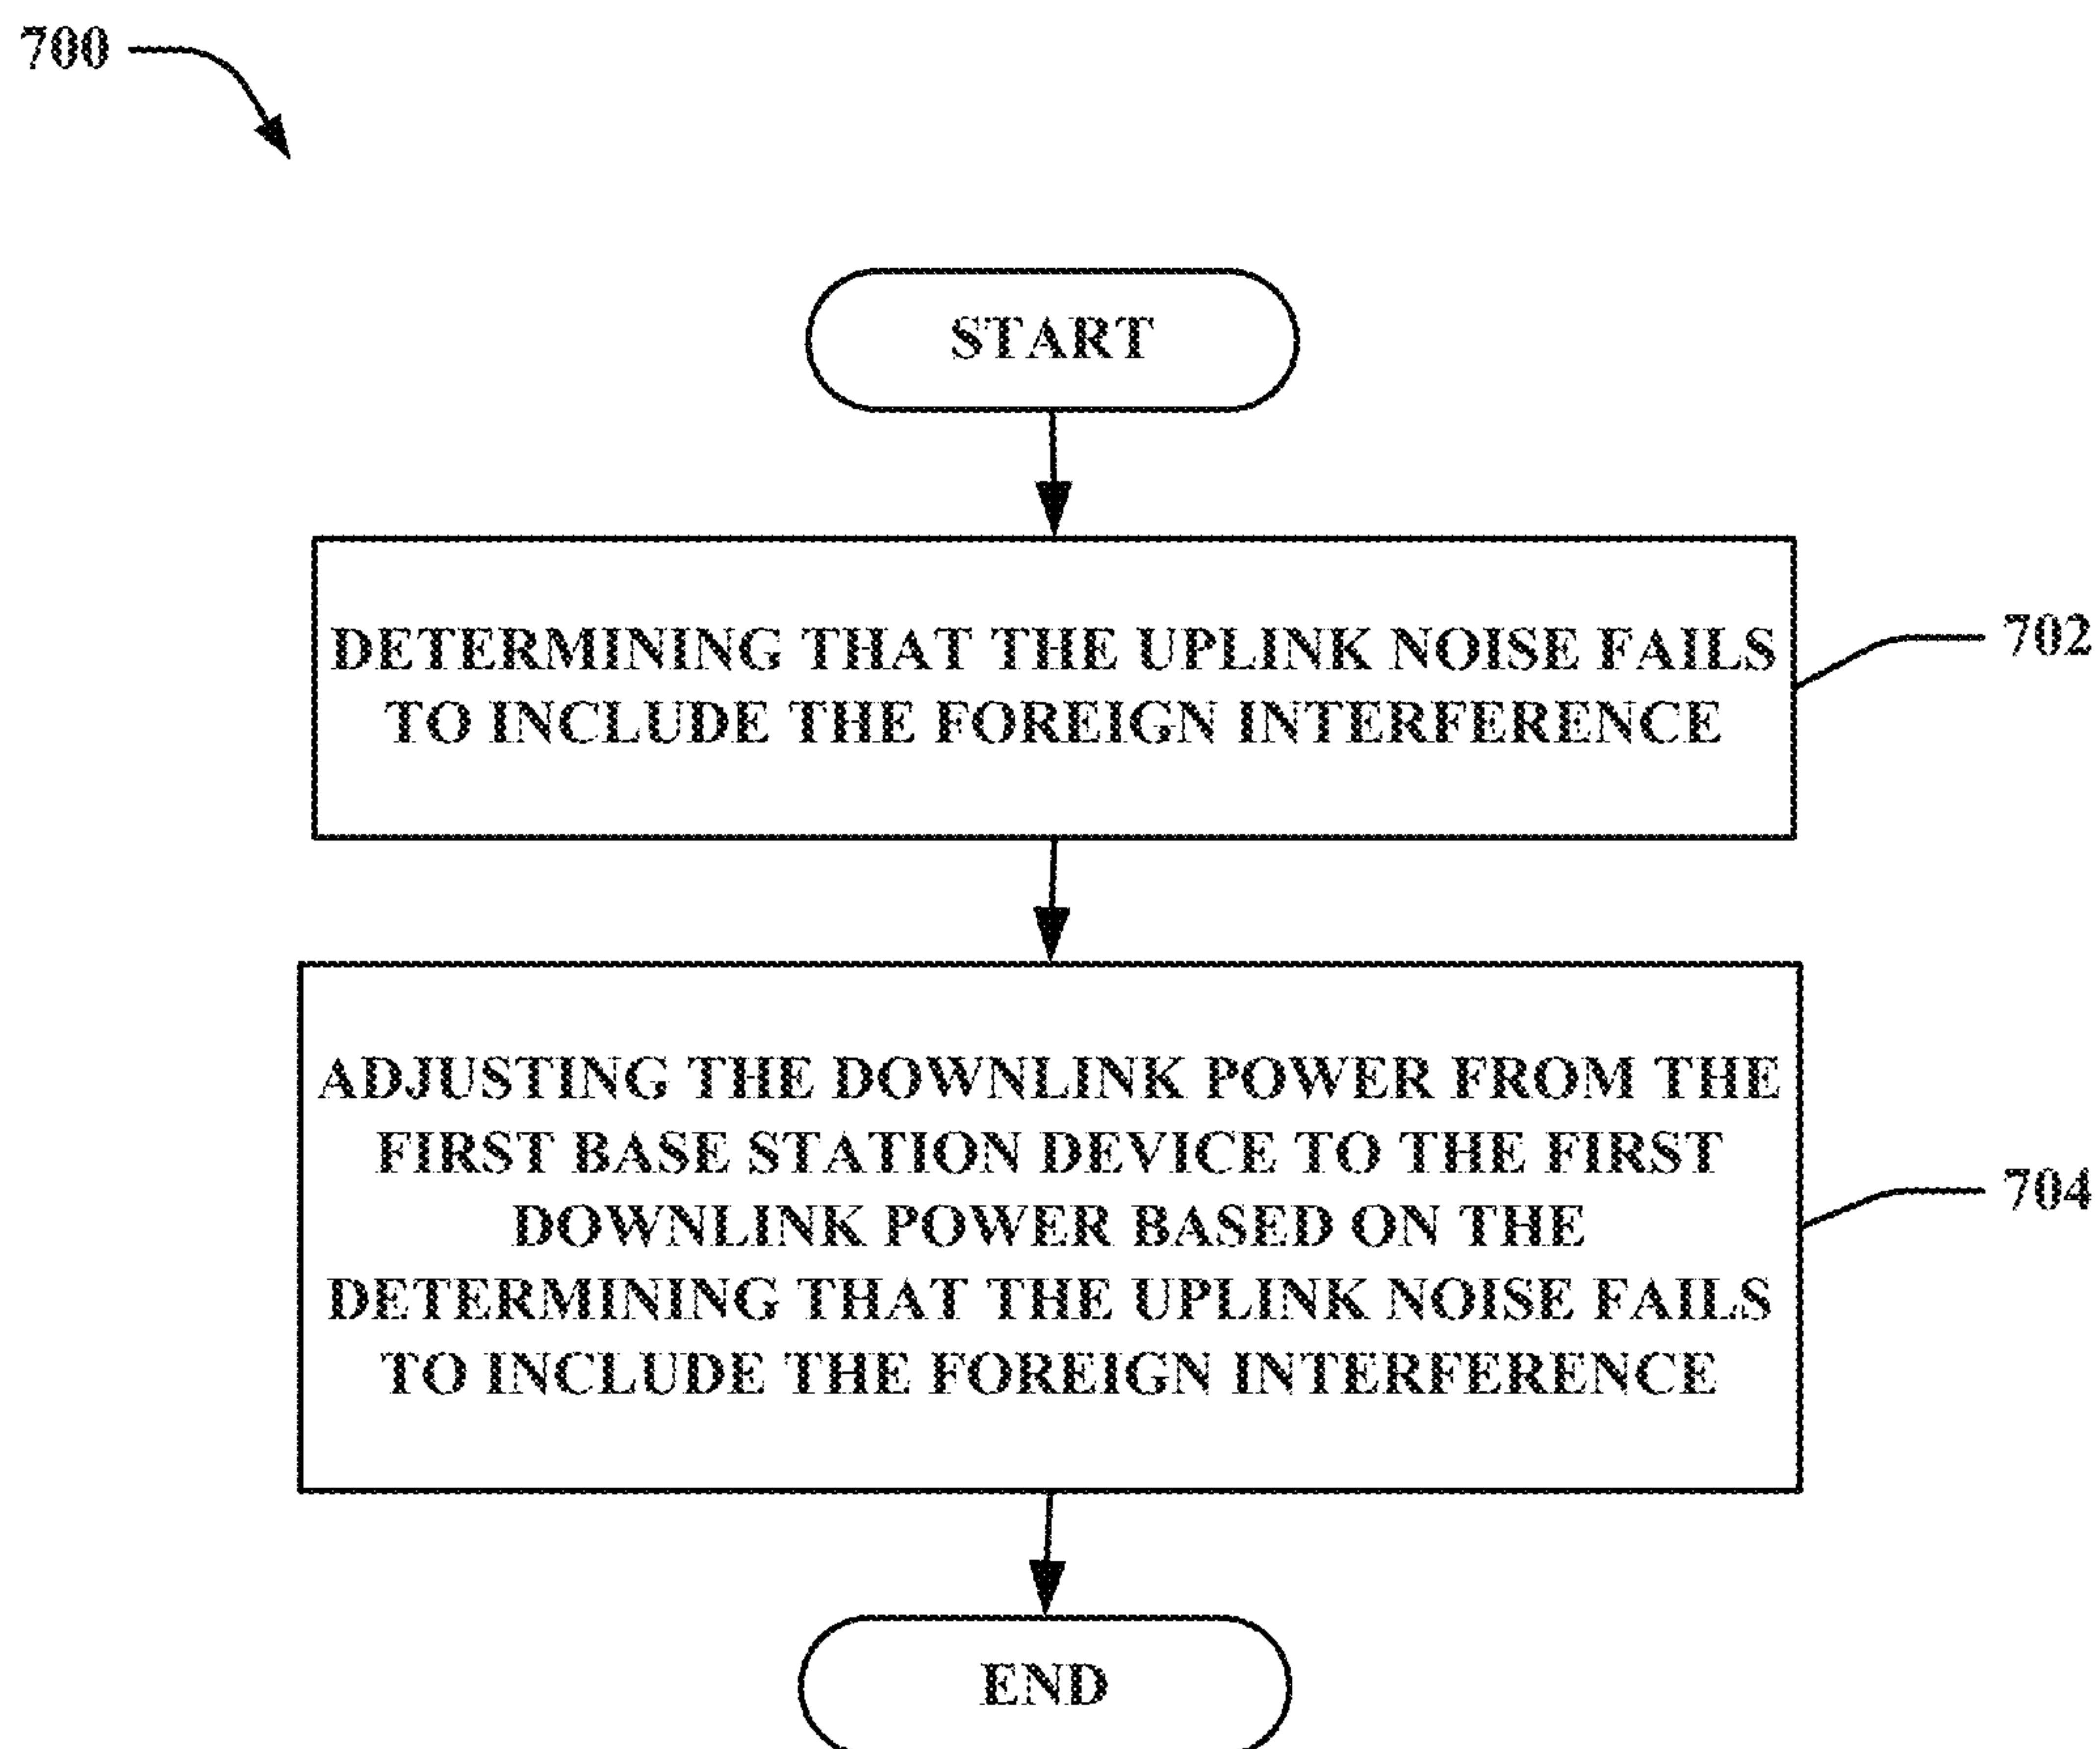 700
START
DETERMINING THAT THE UPLINK NOISE FAILS
TO INCLUDE THE FOREIGN INTERFERENCE
702
ADJUSTING THE DOWNLINK POWER FROM THE
FIRST BASE STATION DEVICE TO THE FIRST
DOWNLINK POWER BASED ON THE
DETERMINING THAT THE UPLINK NOISE FAILS
TO INCLUDE THE FOREIGN INTERFERENCE
704
END